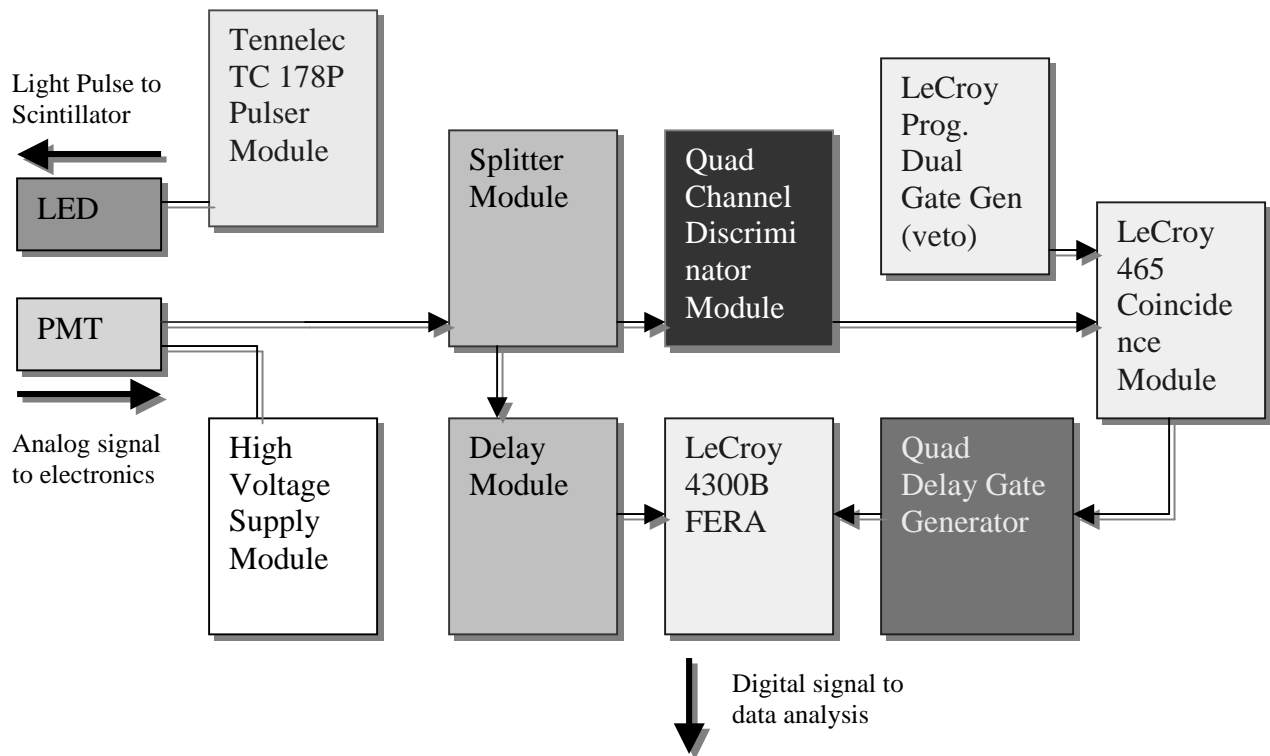 Tennelec
TC 178P
Pulser
Module
Light Pulse to
Scintillator
LED
PMT
Analog signal
to electronics
High
Voltage
Supply
Module
Splitter
Module
Delay
Module
Quad
Channel
Discrimi
nator
Module
LeCroy
4300B
FERA
LeCroy
Prog.
Dual
Gate Gen
(veto)
LeCroy
465
Coincide
nce
Module
Quad
Delay Gate
Generator
Digital signal to
data analysis